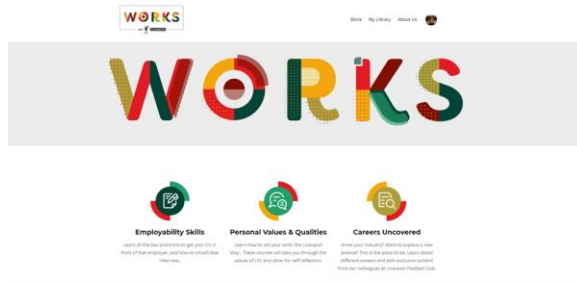 WORKS
Store My Library About Us
WORKS
Employability Skills
Learn all the tips and tricks to get your CV in
front of that employer, and how to smash that
interview.
Personal Values & Qualities
Learn how to sell your skills 'The Liverpool
Way'. These courses will take you through the
values of LFC and allow for self-reflection.
Careers Uncovered
Know your industry? Want to explore a new
avenue? This is the place to be. Learn about
different careers and with exclusive content
from our colleagues at Liverpool Football Club.